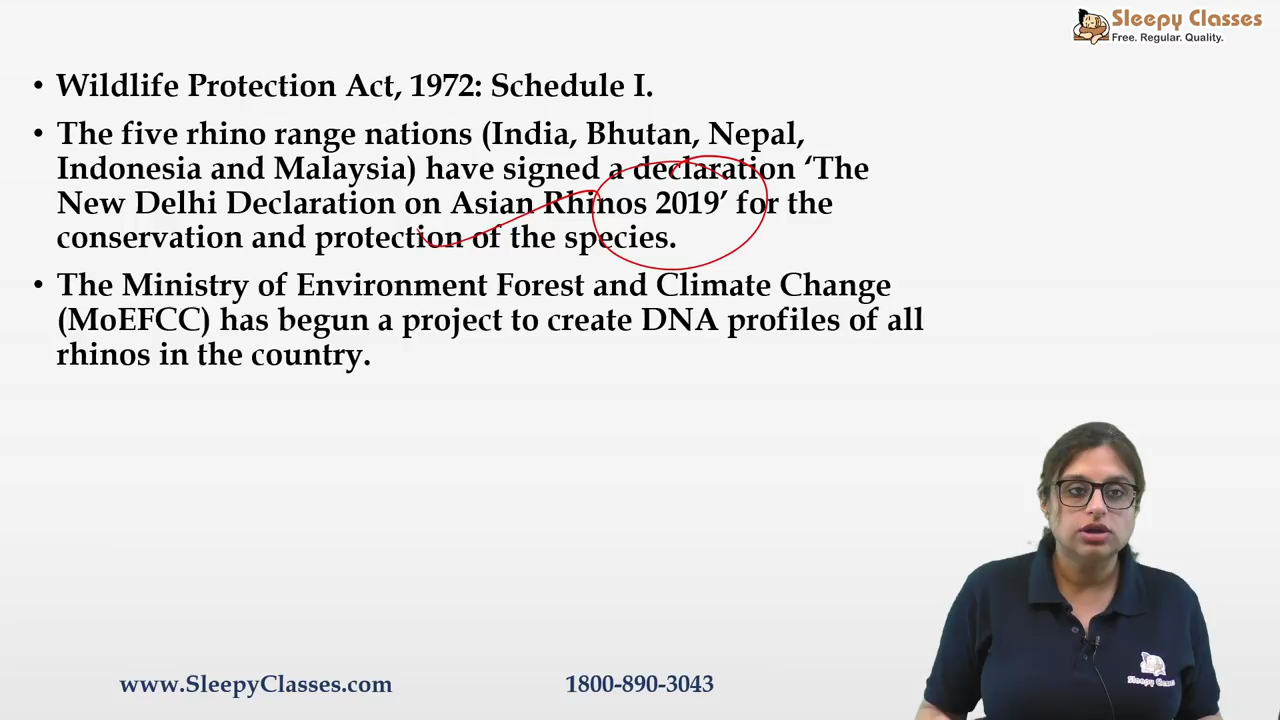 Sleepy Classes
Free. Regular. Quality.
• Wildlife Protection Act, 1972: Schedule I.
• The five rhino range nations (India, Bhutan, Nepal,
Indonesia and Malaysia) have signed a declaration ‘The
New Delhi Declaration on Asian Rhinos 2019’ for the
conservation and protection of the species.
• The Ministry of Environment Forest and Climate Change
(MoEFCC) has begun a project to create DNA profiles of all
rhinos in the country.
Sleepy Classes
www.SleepyClasses.com
1800-890-3043